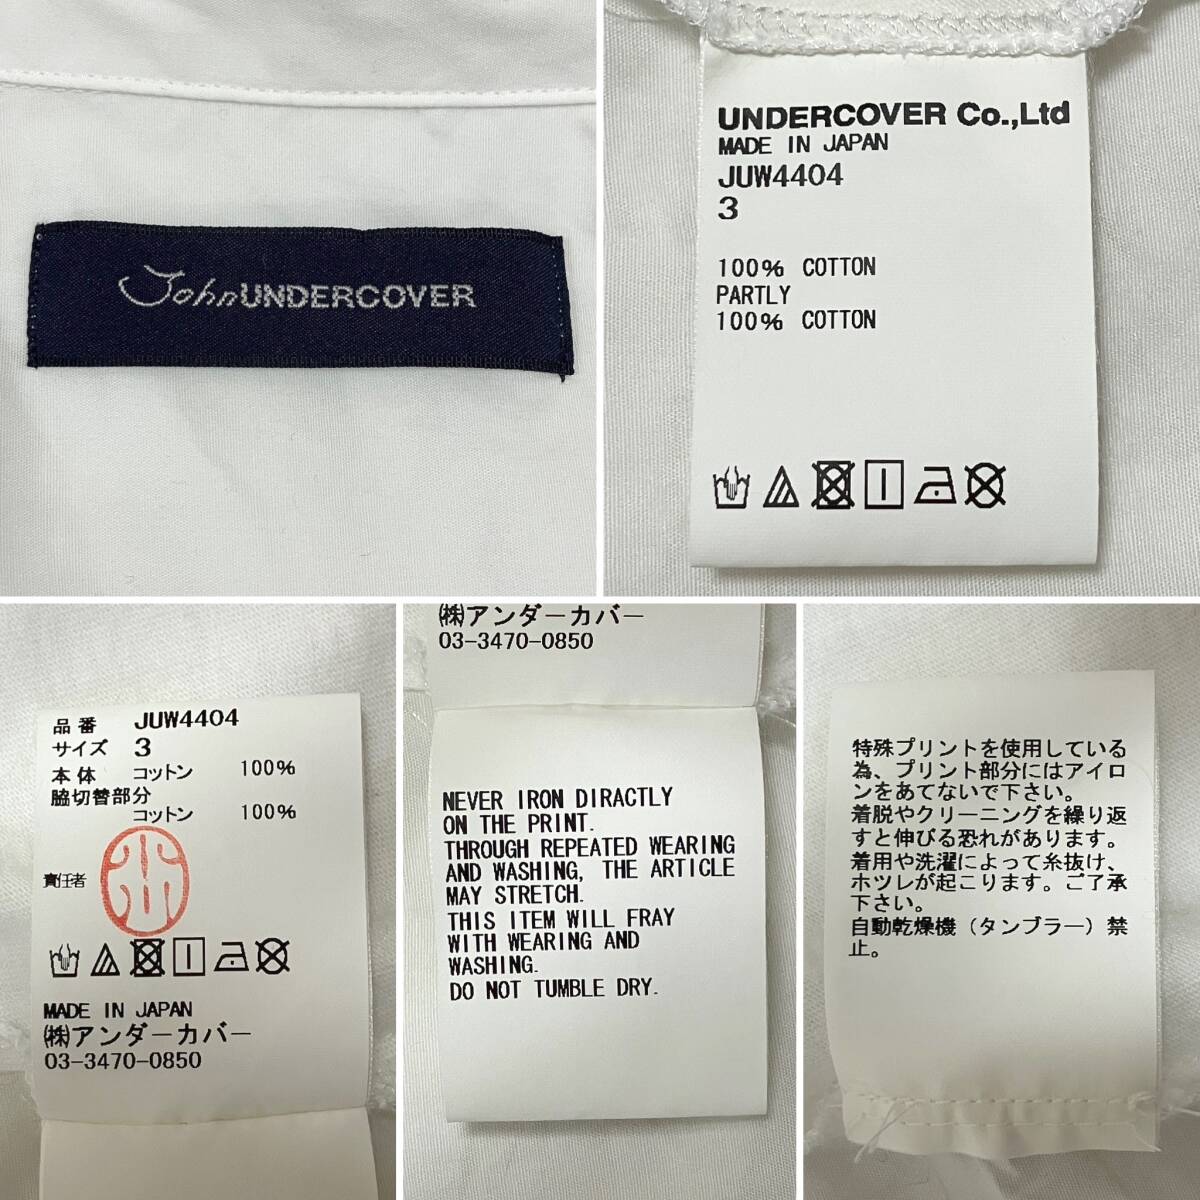 JohnUNDERCOVER
UNDERCOVER Co.,Ltd
MADE IN JAPAN
JUW4404
3
100% COTTON
PARTLY
100% COTTON
品番 JUW4404
サイズ 3
本体 コットン 100%
脇切替部分
コットン 100%
責任者
MADE IN JAPAN
㈱アンダーカバー
03-3470-0850
㈱アンダーカバー
03-3470-0850
NEVER IRON DIRACTLY
ON THE PRINT.
THROUGH REPEATED WEARING
AND WASHING, THE ARTICLE
MAY STRETCH.
THIS ITEM WILL FRAY
WITH WEARING AND
WASHING.
DO NOT TUMBLE DRY.
特殊プリントを使用している
為、プリント部分にはアイロ
ンをあてないで下さい。
着脱やクリーニングを繰り返
すと伸びる恐れがあります。
着用や洗濯によって糸抜け、
ホツレが起こります。ご了承
下さい。
自動乾燥機（タンブラー）禁
止。